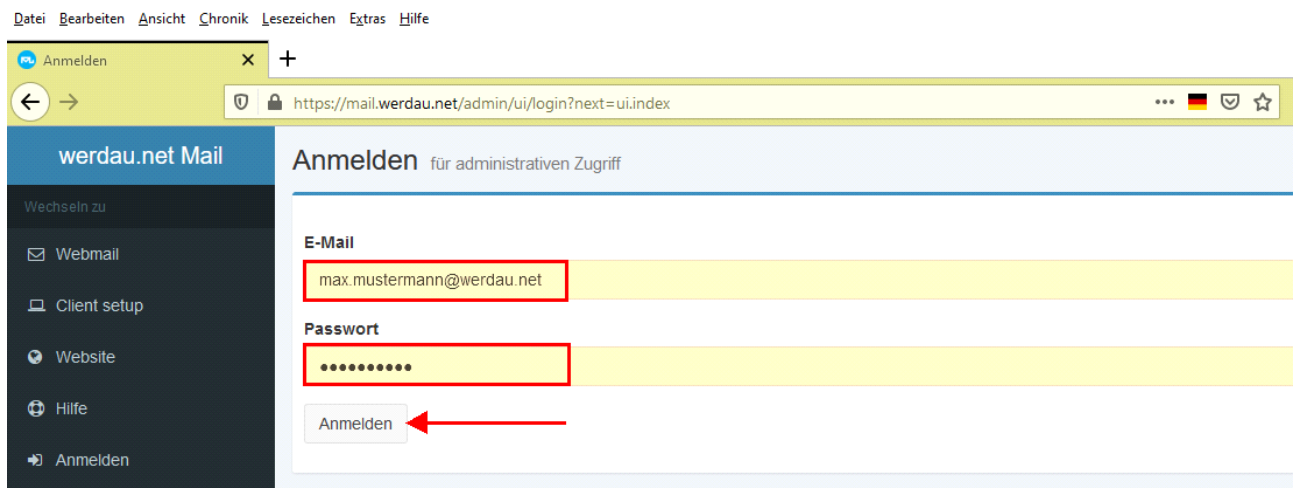 Datei Bearbeiten Ansicht Chronik Lesezeichen Extras Hilfe
Anmelden
https://mail.werdau.net/admin/ui/login?next=ui.index
werdau.net Mail
Anmelden für administrativen Zugriff
Wechseln zu
Webmail
Client setup
Website
Hilfe
Anmelden
E-Mail
max.mustermann@werdau.net
Passwort
••••••••••
Anmelden